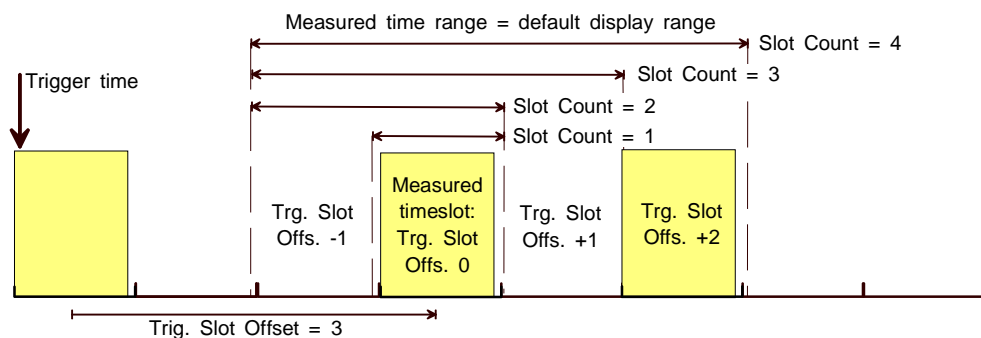 Measured time range = default display range
Slot Count = 4
Trigger time
Slot Count = 3
Slot Count = 2
Slot Count = 1
Trg. Slot
Offs. -1
Measured
timeslot:
Trg. Slot
Offs. 0
Trg. Slot
Offs. +1
Trg. Slot
Offs. +2
Trig. Slot Offset = 3